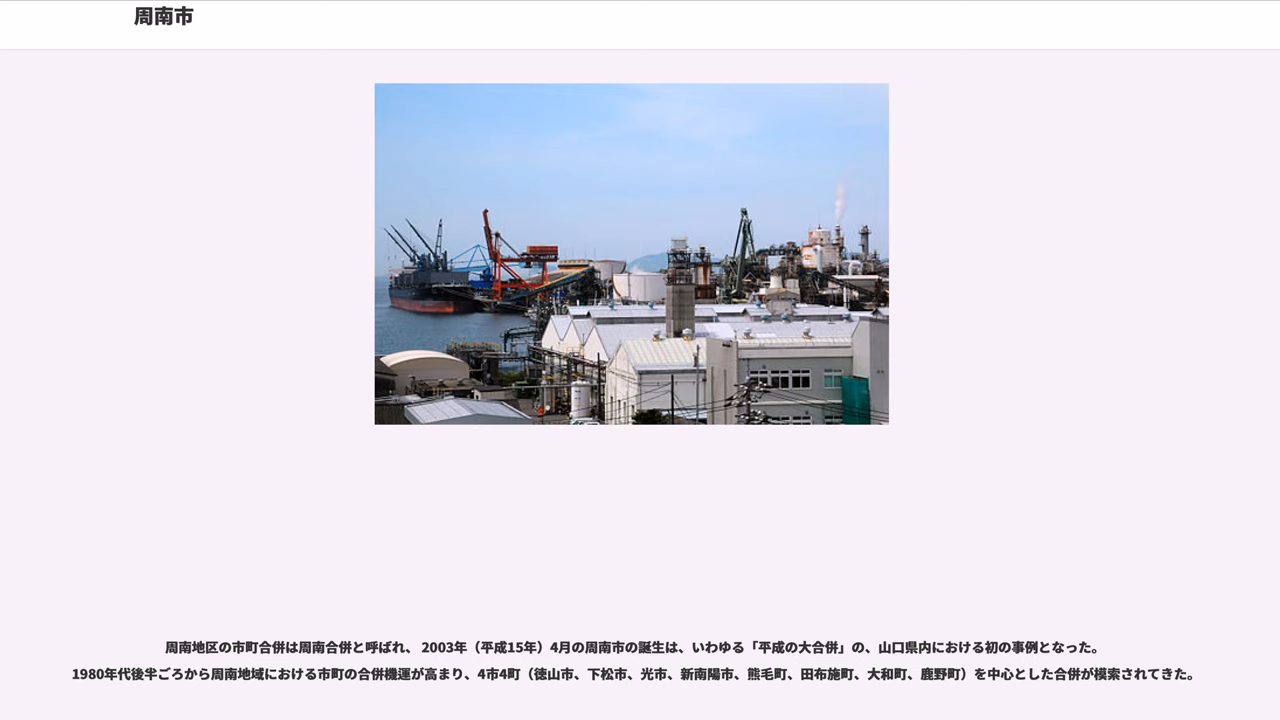 周南市
周南地区の市町合併は周南合併と呼ばれ、 2003年（平成15年）4月の周南市の誕生は、いわゆる「平成の大合併」の、山口県内における初の事例となった。
1980年代後半ごろから周南地域における市町の合併機運が高まり、4市4町（徳山市、下松市、光市、新南陽市、熊毛町、田布施町、大和町、鹿野町）を中心とした合併が模索されてきた。